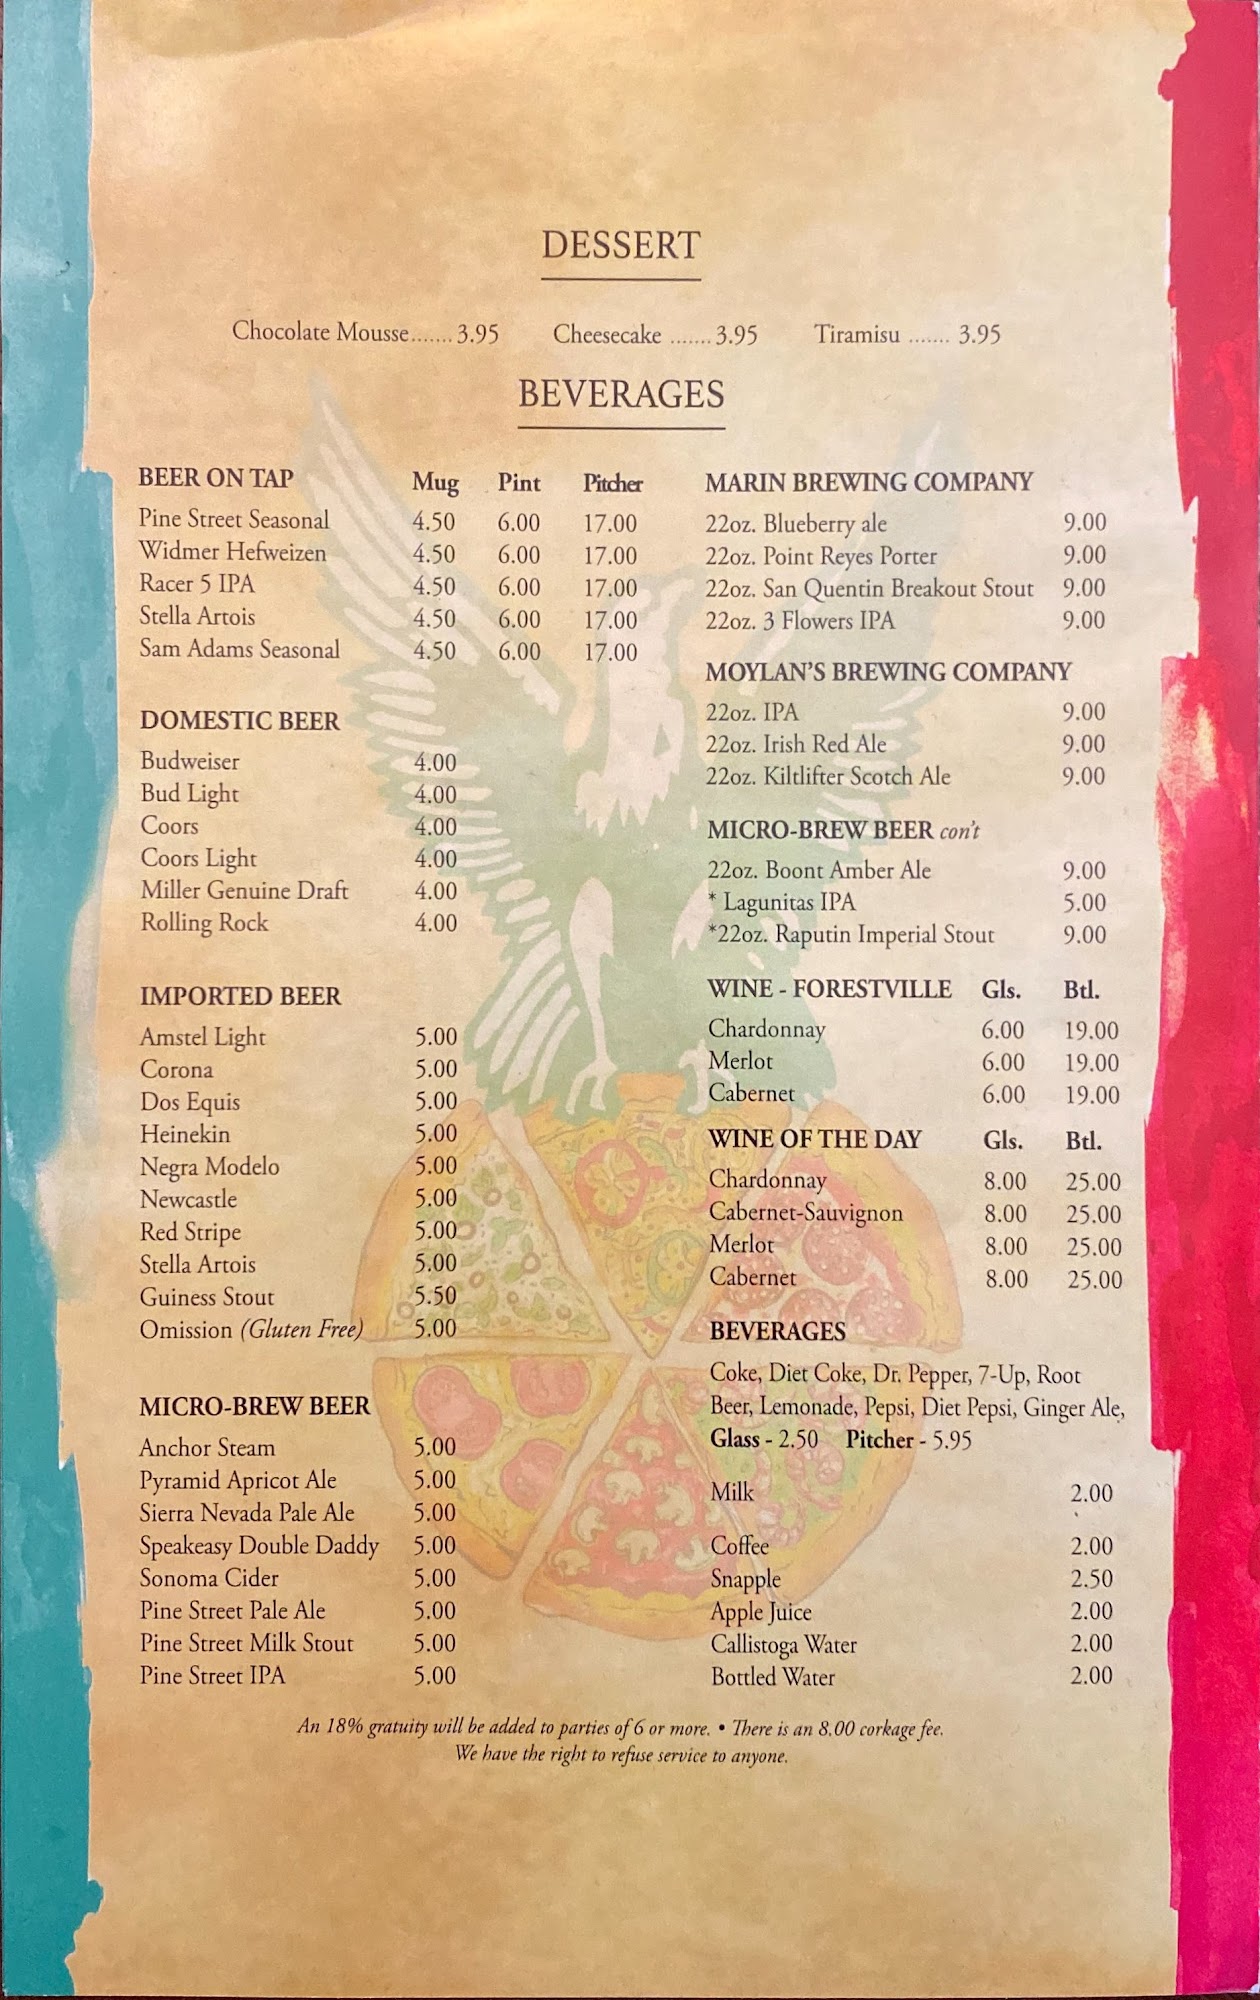 DESSERT
Chocolate Mousse....... 3.95 Cheesecake ....... 3.95 Tiramisu ....... 3.95
BEVERAGES
BEER ON TAP Mug Pint Pitcher
Pine Street Seasonal 4.50 6.00 17.00
Widmer Hefweizen 4.50 6.00 17.00
Racer 5 IPA 4.50 6.00 17.00
Stella Artois 4.50 6.00 17.00
Sam Adams Seasonal 4.50 6.00 17.00
DOMESTIC BEER
Budweiser 4.00
Bud Light 4.00
Coors 4.00
Coors Light 4.00
Miller Genuine Draft 4.00
Rolling Rock 4.00
IMPORTED BEER
Amstel Light 5.00
Corona 5.00
Dos Equis 5.00
Heinekin 5.00
Negra Modelo 5.00
Newcastle 5.00
Red Stripe 5.00
Stella Artois 5.00
Guiness Stout 5.50
Omission (Gluten Free) 5.00
MICRO-BREW BEER
Anchor Steam 5.00
Pyramid Apricot Ale 5.00
Sierra Nevada Pale Ale 5.00
Speakeasy Double Daddy 5.00
Sonoma Cider 5.00
Pine Street Pale Ale 5.00
Pine Street Milk Stout 5.00
Pine Street IPA 5.00
MARIN BREWING COMPANY
22oz. Blueberry ale 9.00
22oz. Point Reyes Porter 9.00
22oz. San Quentin Breakout Stout 9.00
22oz. 3 Flowers IPA 9.00
MOYLAN'S BREWING COMPANY
22oz. IPA 9.00
22oz. Irish Red Ale 9.00
22oz. Kiltlifter Scotch Ale 9.00
MICRO-BREW BEER con't
22oz. Boont Amber Ale 9.00
* Lagunitas IPA 5.00
*22oz. Raputin Imperial Stout 9.00
WINE - FORESTVILLE Gls. Btl.
Chardonnay 6.00 19.00
Merlot 6.00 19.00
Cabernet 6.00 19.00
WINE OF THE DAY Gls. Btl.
Chardonnay 8.00 25.00
Cabernet-Sauvignon 8.00 25.00
Merlot 8.00 25.00
Cabernet 8.00 25.00
BEVERAGES
Coke, Diet Coke, Dr. Pepper, 7-Up, Root
Beer, Lemonade, Pepsi, Diet Pepsi, Ginger Ale,
Glass - 2.50 Pitcher - 5.95
Milk 2.00
Coffee 2.00
Snapple 2.50
Apple Juice 2.00
Callistoga Water 2.00
Bottled Water 2.00
An 18% gratuity will be added to parties of 6 or more. • There is an 8.00 corkage fee.
We have the right to refuse service to anyone.